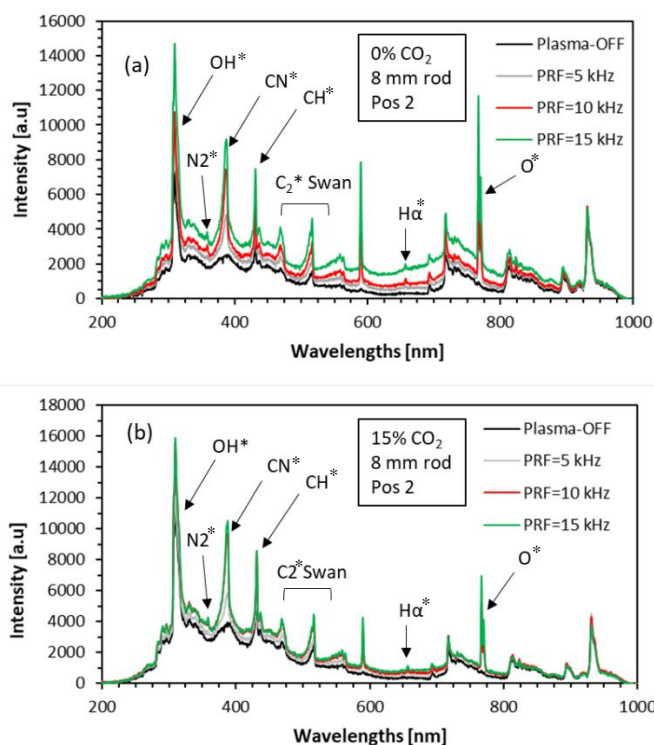 16000
14000
12000
10000
8000
6000
4000
2000
0
Intensity [a.u]
(a)
OH*
N2*
CN*
CH*
C₂* Swan
Hα*
O*
0% CO₂
8 mm rod
Pos 2
Plasma-OFF
PRF=5 kHz
PRF=10 kHz
PRF=15 kHz
200 400 600 800 1000
Wavelengths [nm]
18000
16000
14000
12000
10000
8000
6000
4000
2000
0
Intensity [a.u]
(b)
OH*
N2*
CN*
CH*
C2*Swan
Hα*
O*
15% CO₂
8 mm rod
Pos 2
Plasma-OFF
PRF=5 kHz
PRF=10 kHz
PRF=15 kHz
200 400 600 800 1000
Wavelengths [nm]